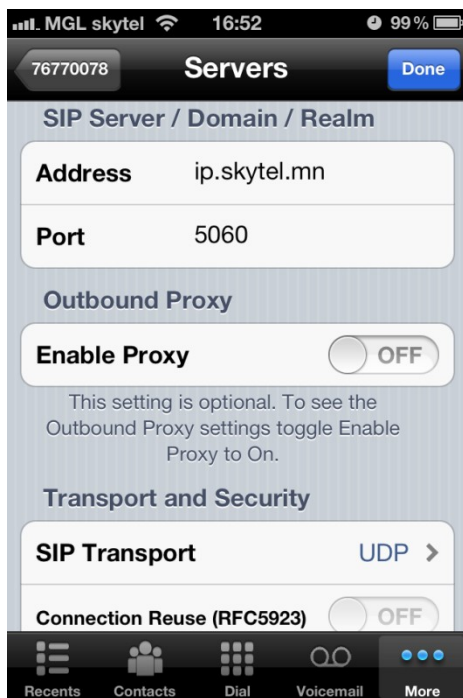 MGL skytel 16:52 99%
76770078 Servers Done
SIP Server / Domain / Realm
Address ip.skytel.mn
Port 5060
Outbound Proxy
Enable Proxy OFF
This setting is optional. To see the
Outbound Proxy settings toggle Enable
Proxy to On.
Transport and Security
SIP Transport UDP
Connection Reuse (RFC5923) OFF
Recents Contacts Dial Voicemail More